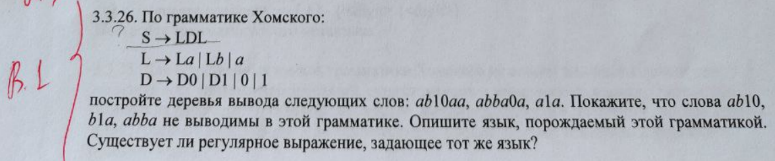 3.3.26. По грамматике Хомского:
? S → LDL
L → La | Lb | a
B. 1
D → D0 | D1 | 0 | 1
постройте деревья вывода следующих слов: ab10aa, abba0a, a1a. Покажите, что слова ab10,
b1a, abba не выводимы в этой грамматике. Опишите язык, порождаемый этой грамматикой.
Существует ли регулярное выражение, задающее тот же язык?